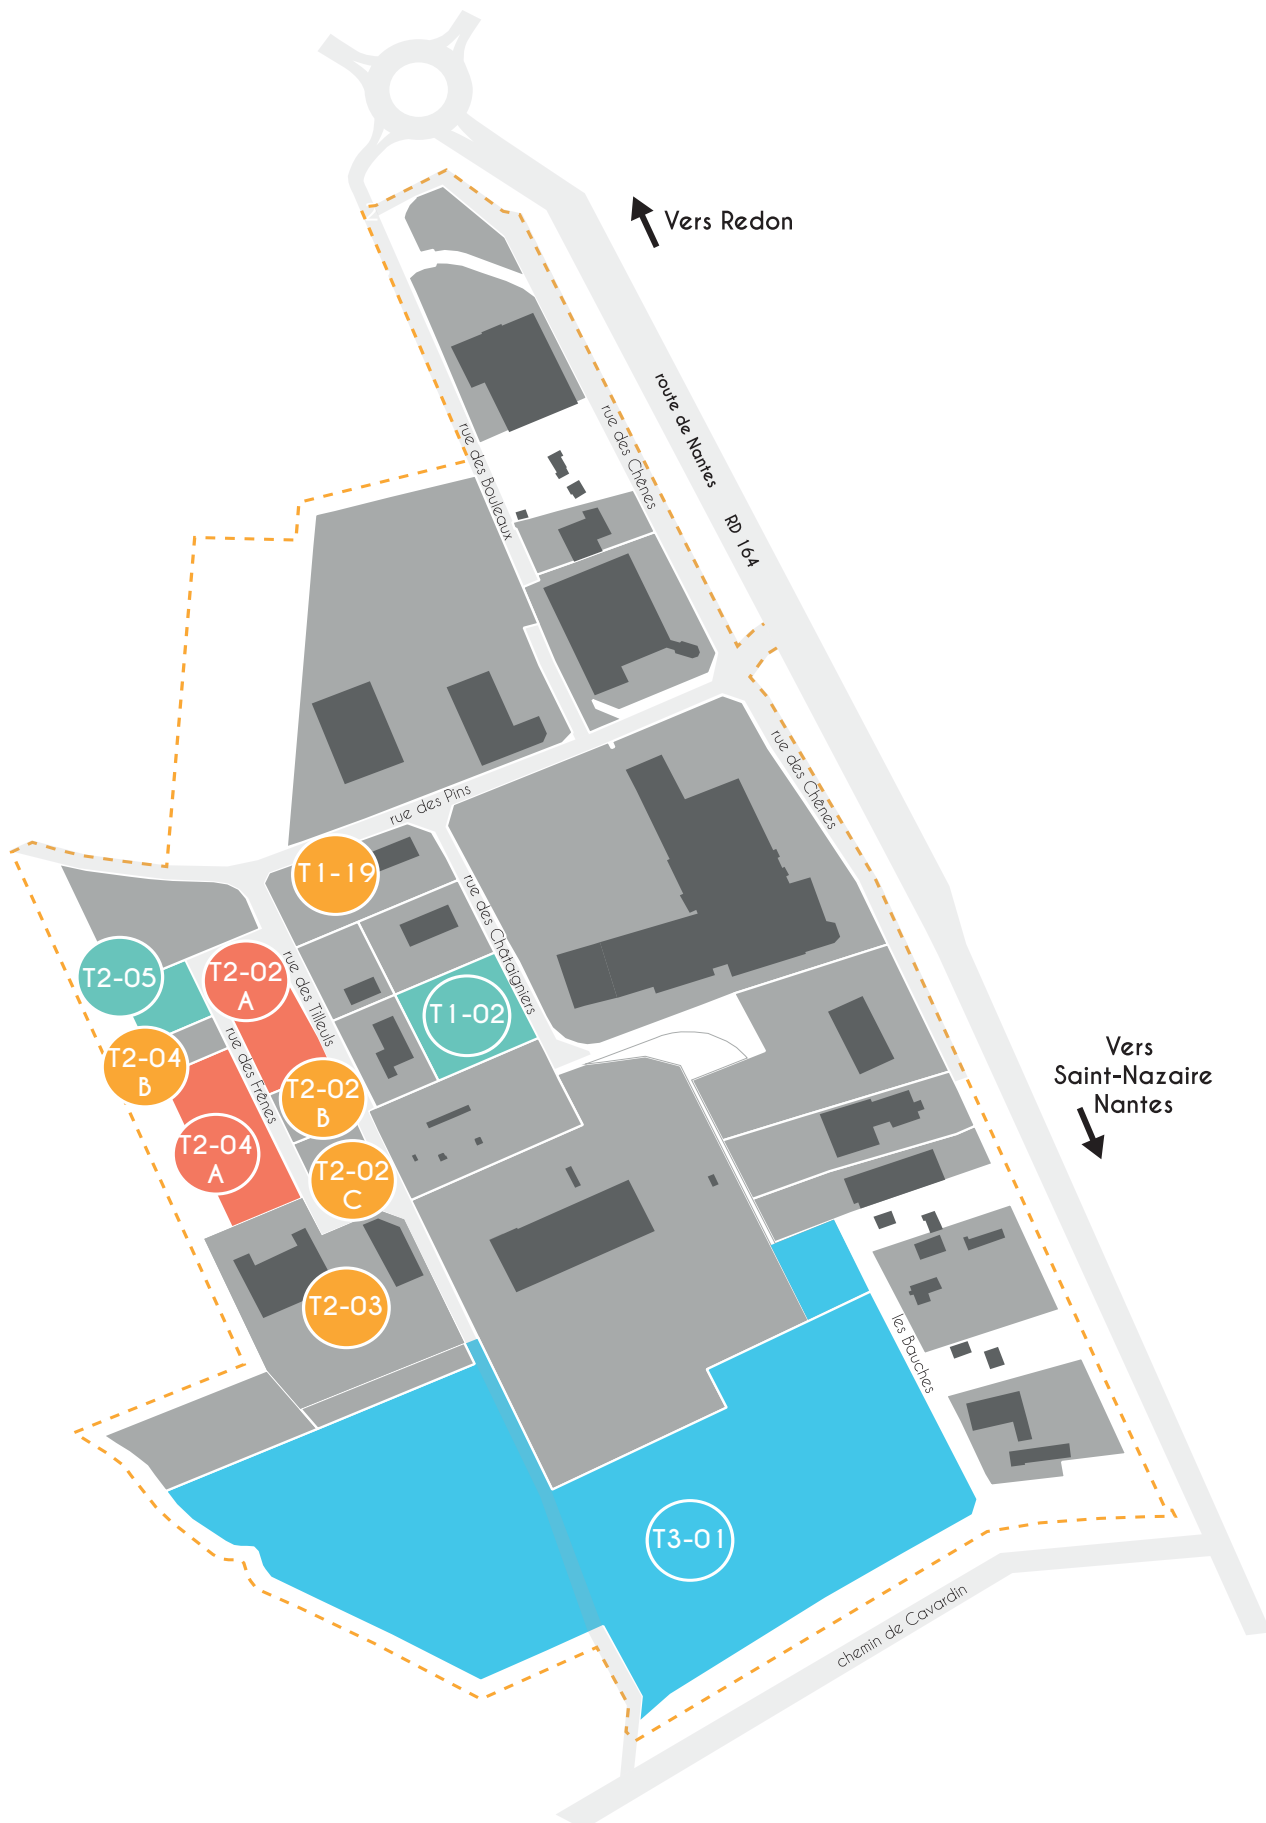 Vers Redon
route de Nantes
RD 164
rue des Chênes
rue des Bouleaux
rue des Chênes
rue des Pins
T1-19
rue des Châtaigniers
rue des Tilleuls
T2-05
T2-02
A
T1-02
rue des Frênes
T2-04
B
T2-02
B
T2-04
A
T2-02
C
Vers
Saint-Nazaire
Nantes
T2-03
les Bauches
T3-01
chemin de Cavardin